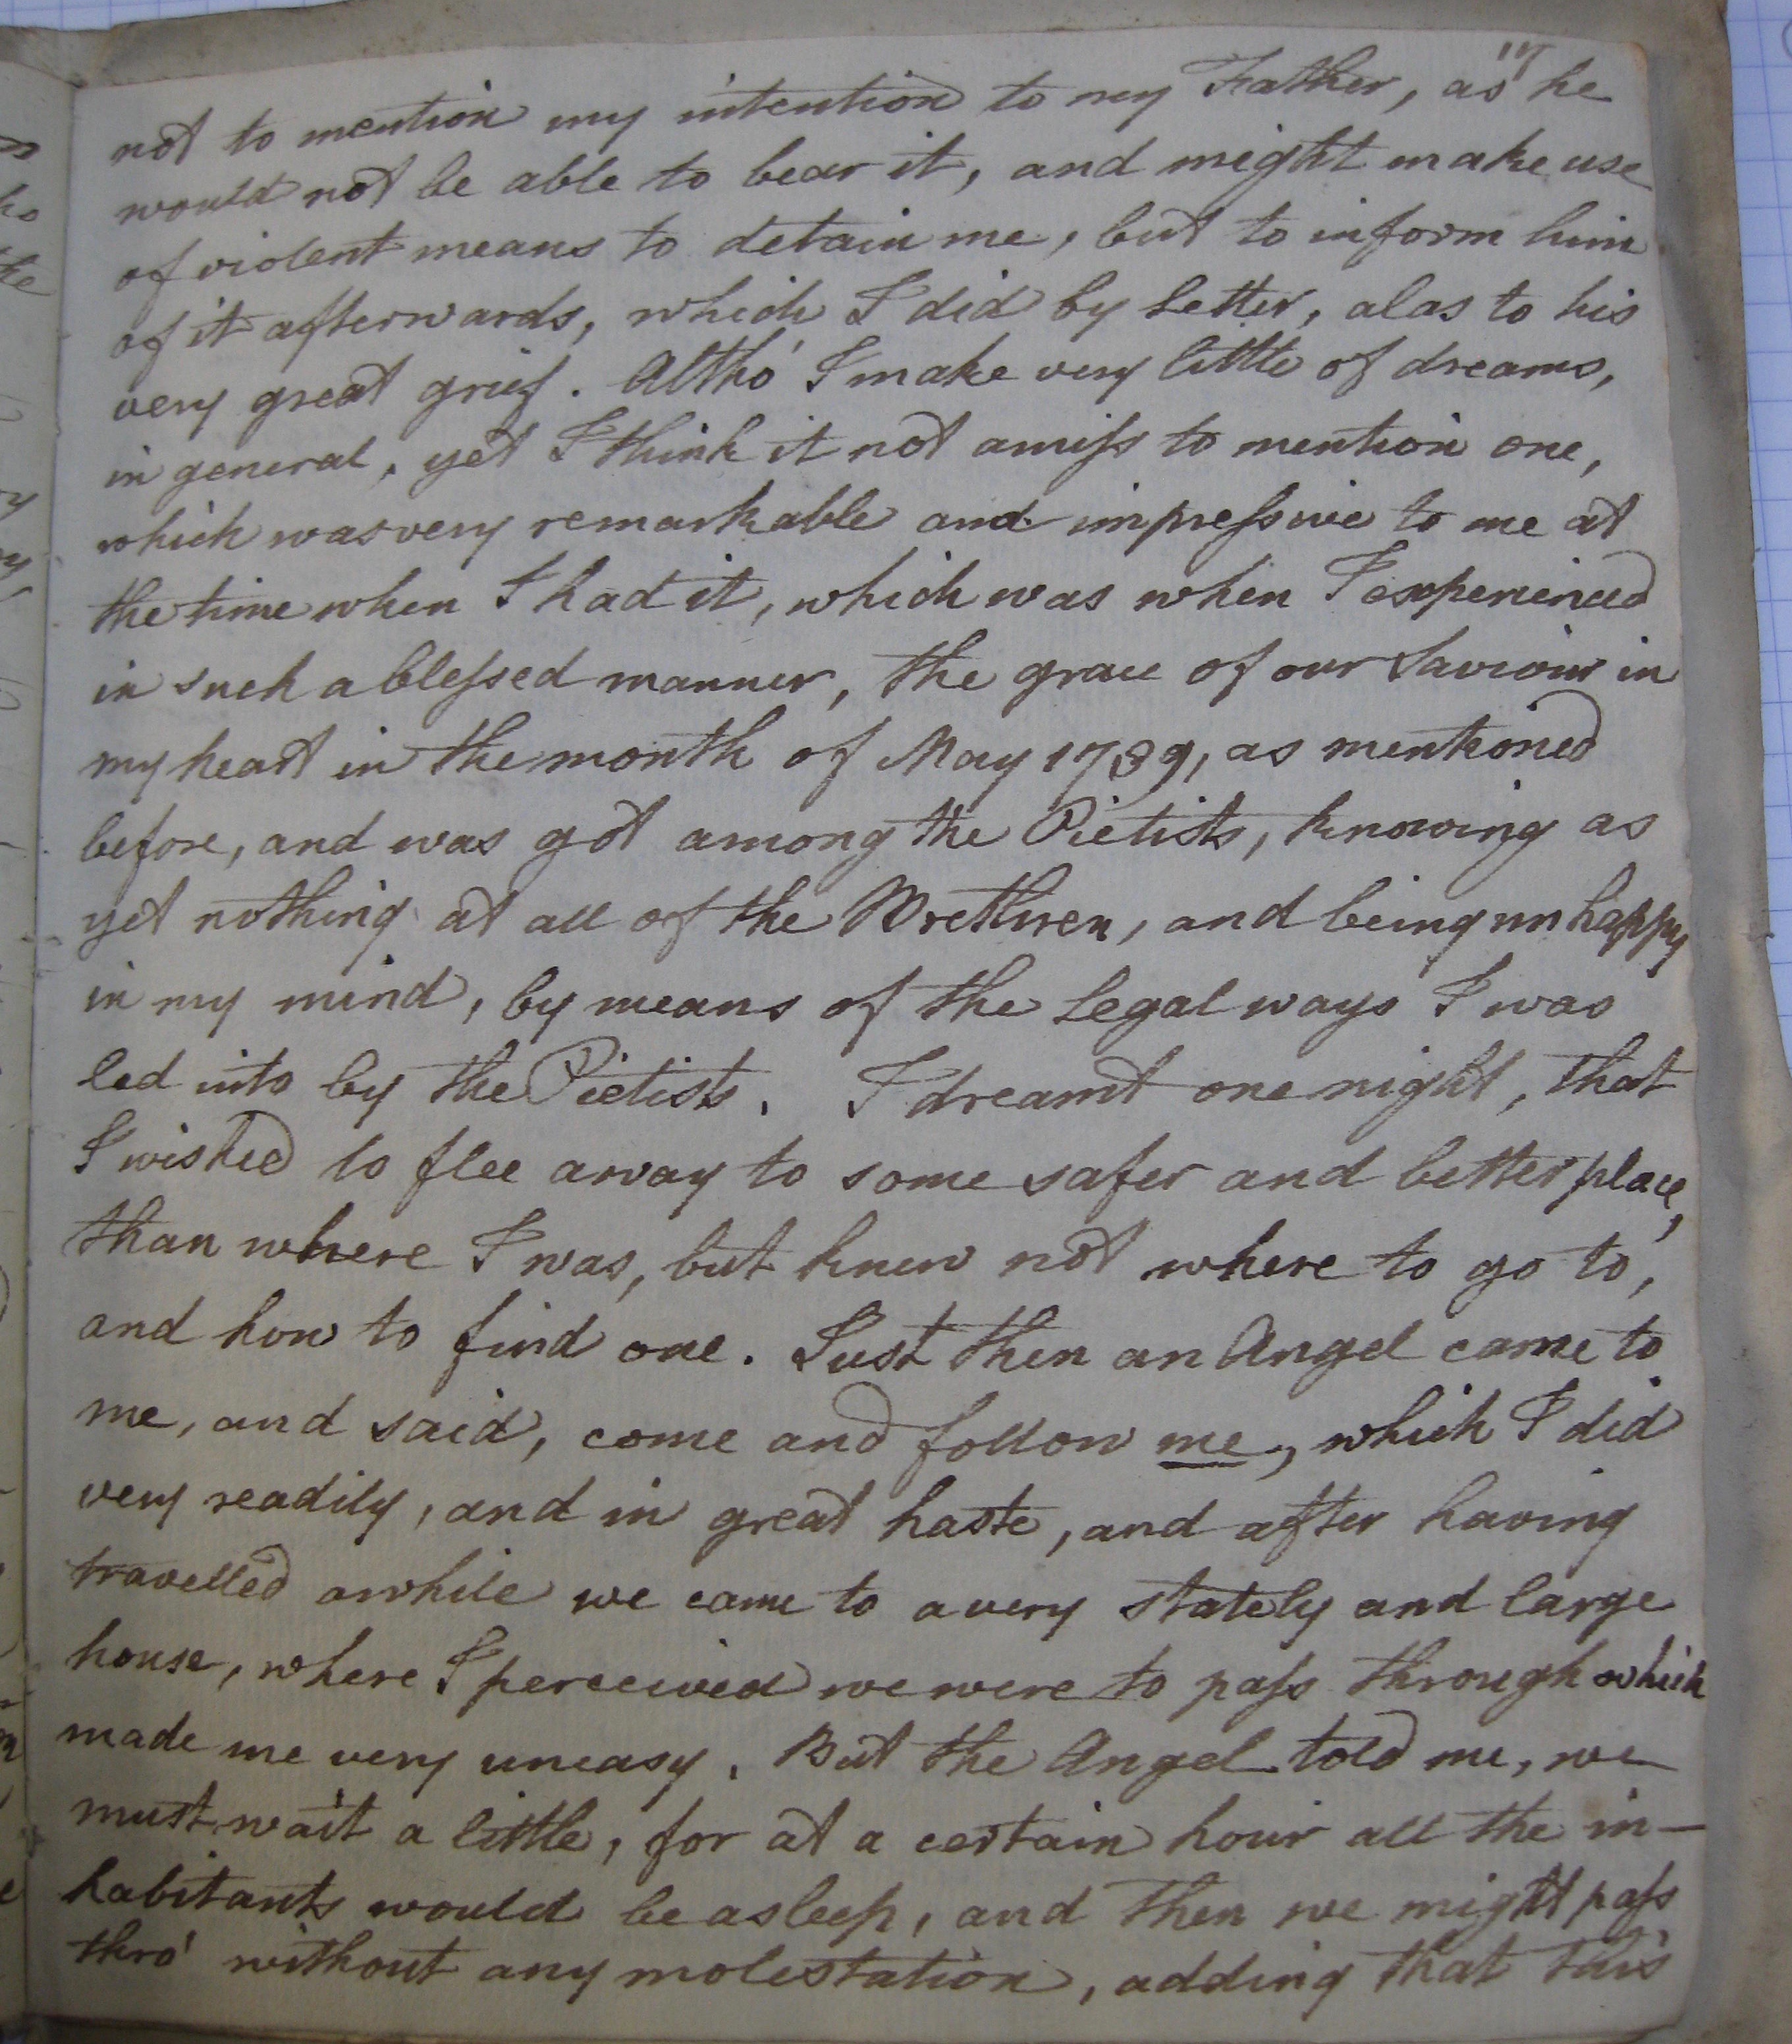 not to mention my intention to my Father, as he
would not be able to bear it, and might make use
of violent means to detain me, but to inform him
of it afterwards, which I did by letter, alas to his
very great grief. Altho' I make very little of dreams,
in general, yet I think it not amiſs to mention one,
which was very remarkable and impreſsive to me at
the time when I had it, which was when I experienced
in such a bleſsed manner, the grace of our Saviour in
my heart in the month of May 1739, as mentioned
before, and was got among the Pietists, knowing as
yet nothing at all of the Brethren, and being unhappy
in my mind, by means of the legal ways I was
led into by the Pietists. I dreamt one night, that
I wished to flee away to some safer and better place,
than where I was, but knew not where to go to,
and how to find one. Just then an Angel came to
me, and said, come and follow me, which I did
very readily, and in great haste, and after having
travelled awhile we came to a very stately and large
house, where I perceived we were to paſs through which
made me very uneasy. But the Angel told me, we
must wait a little, for at a certain hour all the in-
habitants would be asleep, and then we might paſs
thro' without any molestation, adding that this